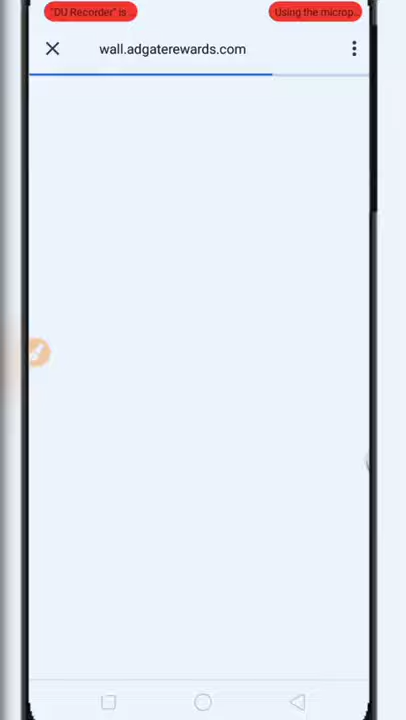 "DU Recorder" is
Using the microp..
wall.adgaterewards.com